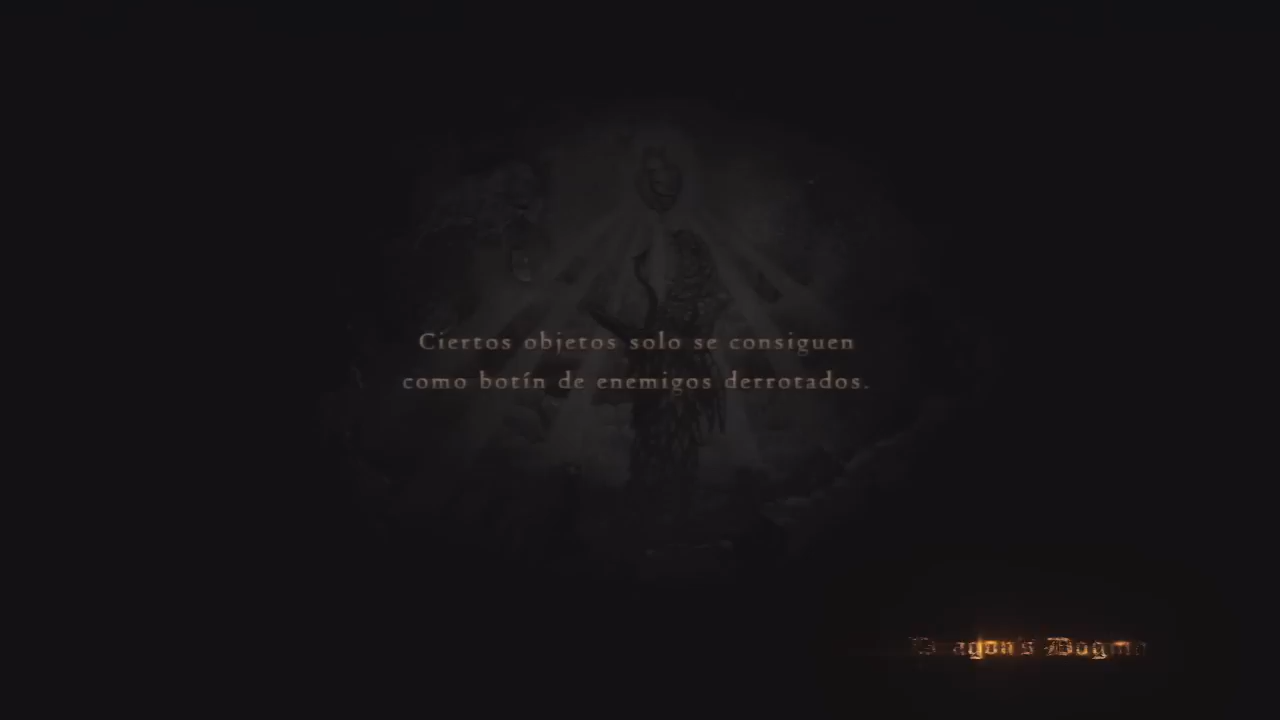 Ciertos objetos solo se consiguen
como botín de enemigos derrotados.
Dragon's Dogma